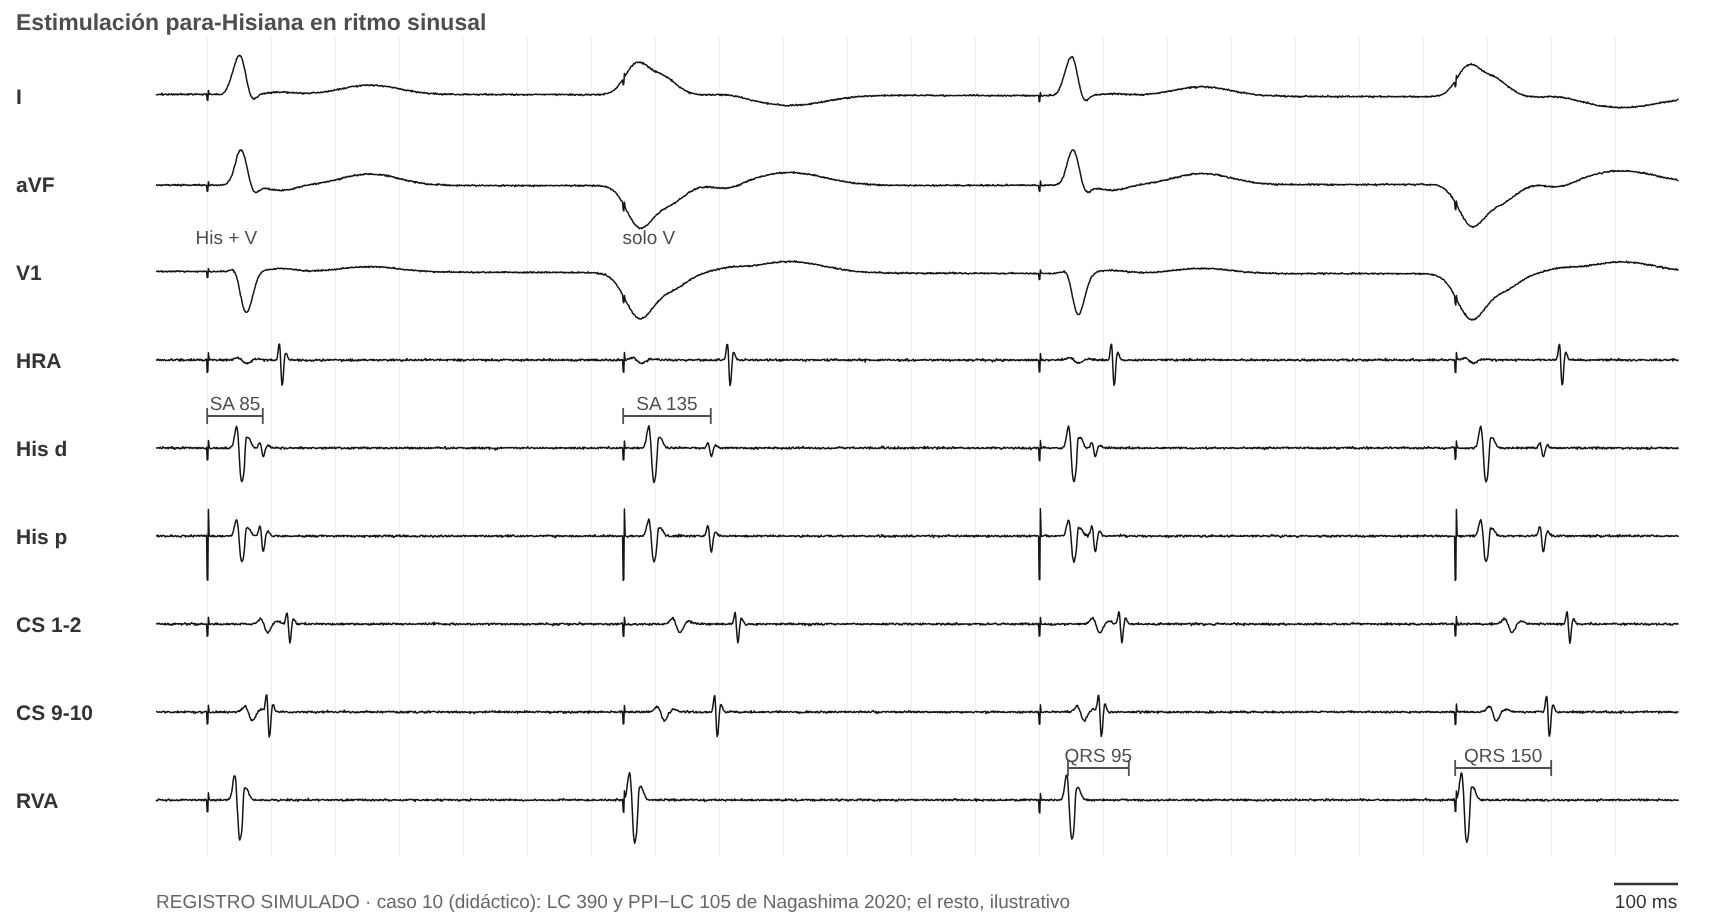 Estimulación para-Hisiana en ritmo sinusal
I
aVF
His + V
solo V
V1
HRA
SA 85
SA 135
His d
His p
CS 1-2
CS 9-10
QRS 95
QRS 150
RVA
REGISTRO SIMULADO · caso 10 (didáctico): LC 390 y PPI−LC 105 de Nagashima 2020; el resto, ilustrativo
100 ms